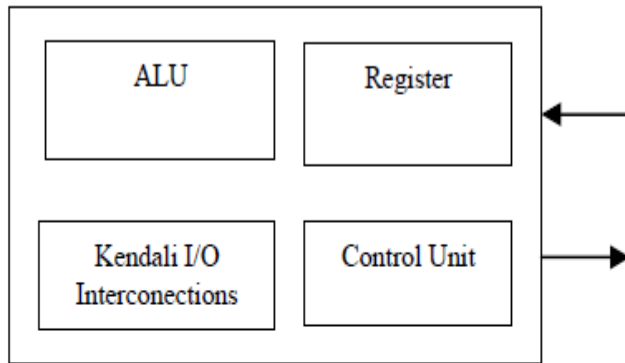 ALU
Register
Kendali I/O
Interconections
Control Unit